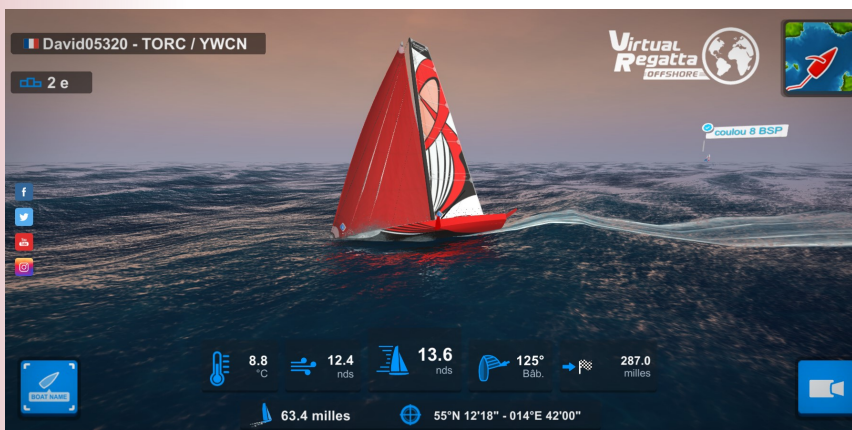 David05320 - TORC / YWCN
2 e
Virtual
Regatta
OFFSHORE
coulou 8 BSP
8.8
°C
12.4
nds
13.6
nds
125°
Bâb.
287.0
milles
BOAT NAME
63.4 milles
55°N 12'18" - 014°E 42'00"